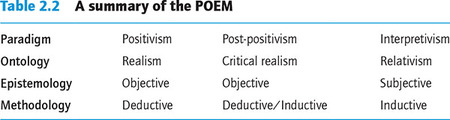 Table 2.2 A summary of the POEM
Paradigm Positivism Post-positivism Interpretivism
Ontology Realism Critical realism Relativism
Epistemology Objective Objective Subjective
Methodology Deductive Deductive/Inductive Inductive